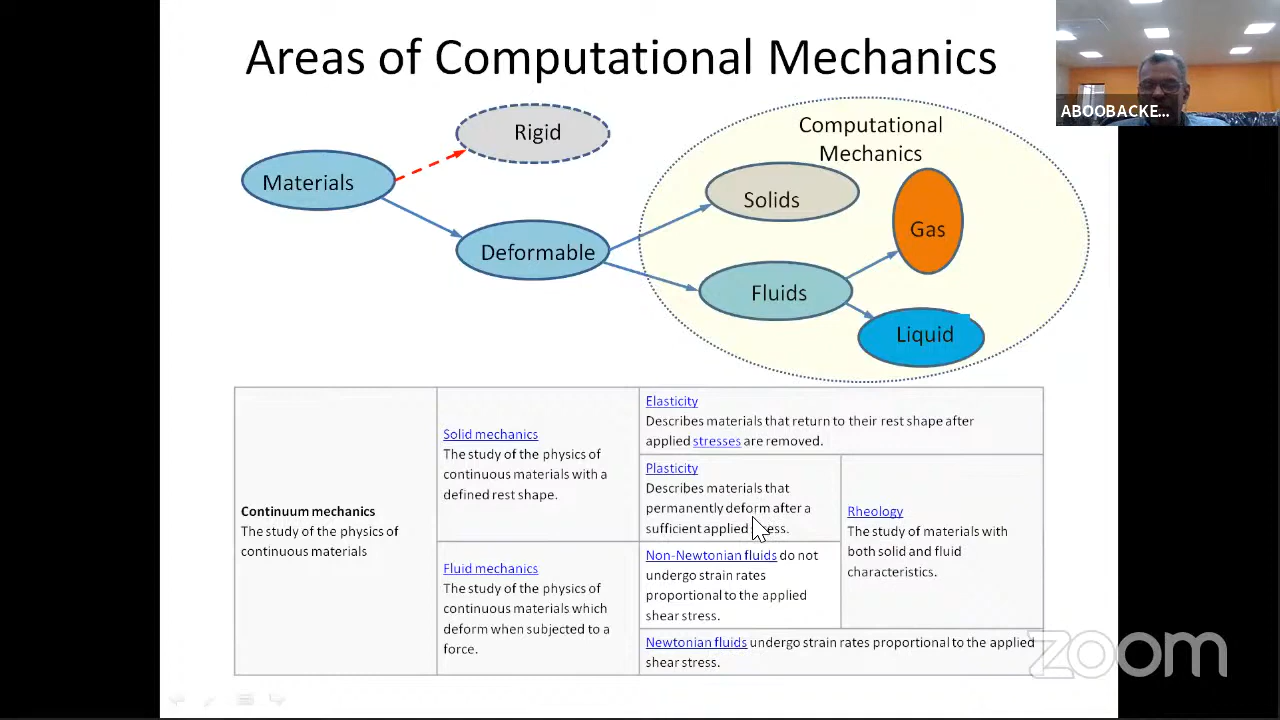 Areas of Computational Mechanics
ABOOBACKE...
Rigid
Computational
Mechanics
Materials
Solids
Gas
Deformable
Fluids
Liquid
Continuum mechanics
The study of the physics of
continuous materials
Solid mechanics
The study of the physics of
continuous materials with a
defined rest shape.
Fluid mechanics
The study of the physics of
continuous materials which
deform when subjected to a
force.
Elasticity
Describes materials that return to their rest shape after
applied stresses are removed.
Plasticity
Describes materials that
permanently deform after a
sufficient applied stress.
Rheology
The study of materials with
both solid and fluid
characteristics.
Non-Newtonian fluids do not
undergo strain rates
proportional to the applied
shear stress.
Newtonian fluids undergo strain rates proportional to the applied
shear stress.
zoom